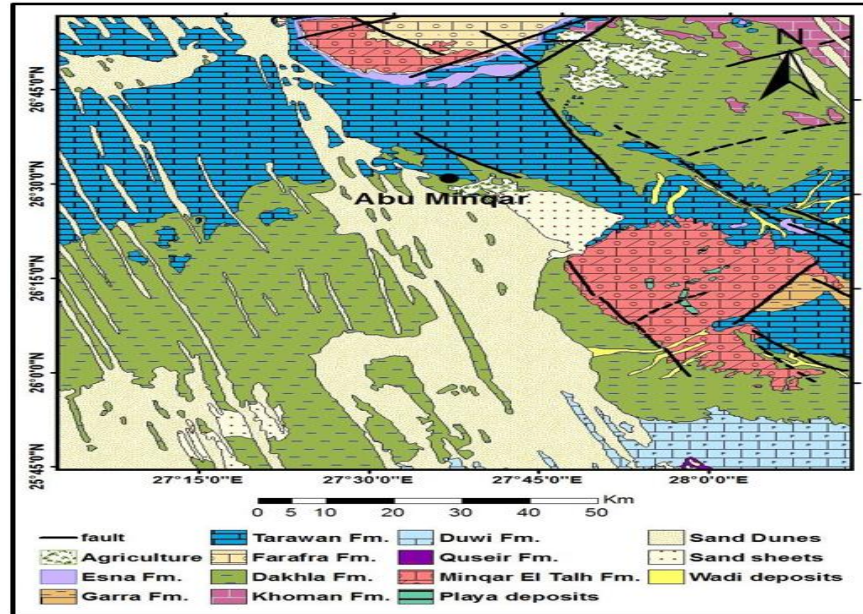 N
26°45'0"N
26°30'0"N
26°15'0"N
26°0'0"N
25°45'0"N
Abu Minqar
27°15'0"E 27°30'0"E 27°45'0"E 28°0'0"E
0 5 10 20 30 40 50 Km
fault Tarawan Fm. Duwi Fm. Sand Dunes
Agriculture Farafra Fm. Quseir Fm. Sand sheets
Esna Fm. Dakhla Fm. Minqar El Talh Fm. Wadi deposits
Garra Fm. Khoman Fm. Playa deposits